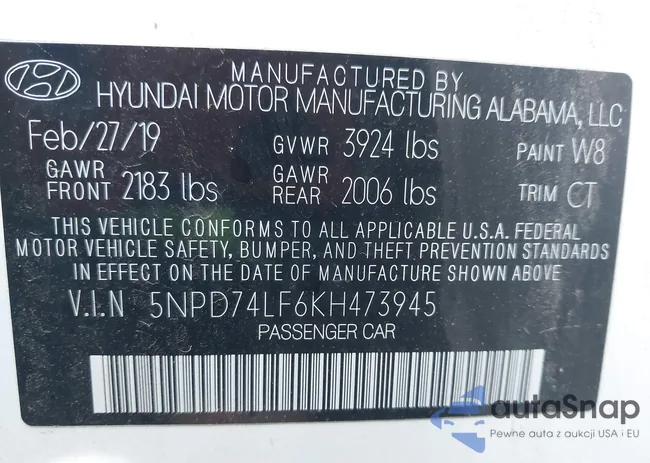 MANUFACTURED BY
HYUNDAI MOTOR MANUFACTURING ALABAMA, LLC
Feb/27/19 GVWR 3924 lbs PAINT W8
GAWR FRONT 2183 lbs GAWR REAR 2006 lbs TRIM CT
THIS VEHICLE CONFORMS TO ALL APPLICABLE U.S.A. FEDERAL
MOTOR VEHICLE SAFETY, BUMPER, AND THEFT PREVENTION STANDARDS
IN EFFECT ON THE DATE OF MANUFACTURE SHOWN ABOVE
V.I.N 5NPD74LF6KH473945
PASSENGER CAR
autaSnap
Pewne auta z aukcji USA i EU